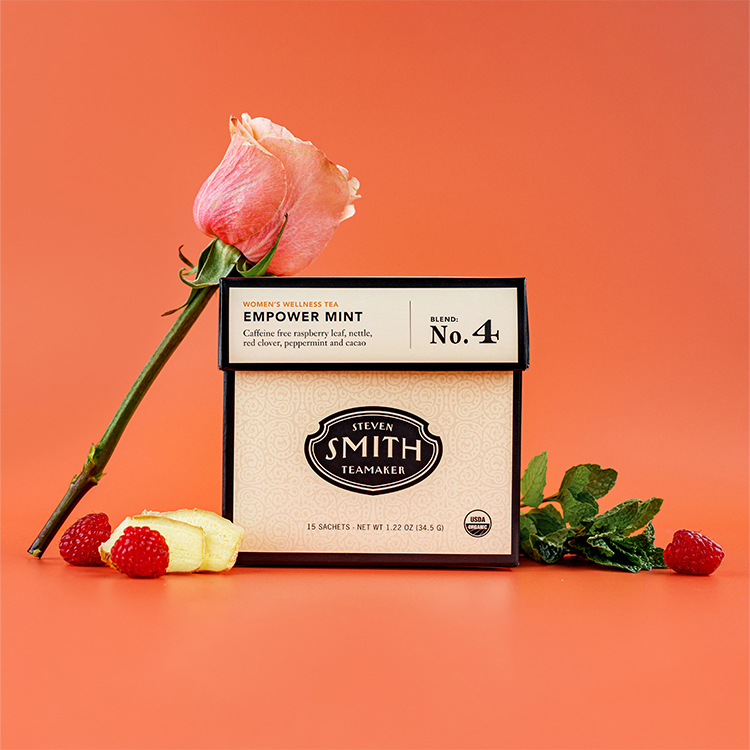 WOMEN'S WELLNESS TEA
EMPOWER MINT
Caffeine free raspberry leaf, nettle,
red clover, peppermint and cacao
BLEND:
No. 4
STEVEN
SMITH
TEAMAKER
15 SACHETS - NET WT 1.22 OZ (34.5 G)
USDA
ORGANIC